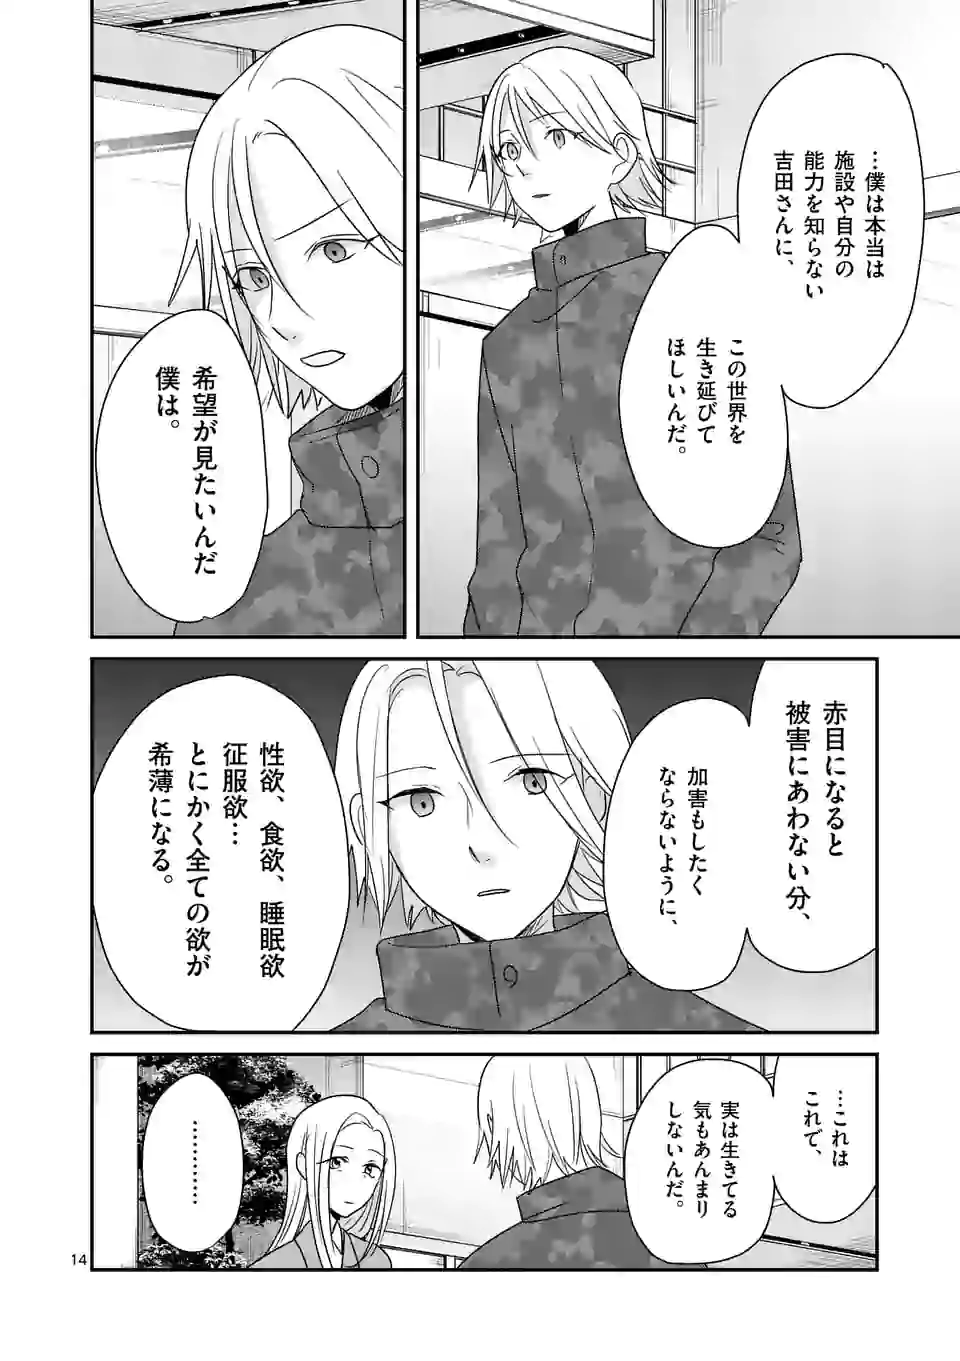 …僕は本当は
施設や自分の
能力を知らない
吉田さんに、
この世界を
生き延びて
ほしいんだ。
希望が見たいんだ
僕は。
赤目になると
被害にあわない分、
加害もしたく
ならないように、
性欲、食欲、睡眠欲
征服欲…
とにかく全ての欲が
希薄になる。
…これは
これで、
実は生きてる
気もあんまり
しないんだ。
…………
14